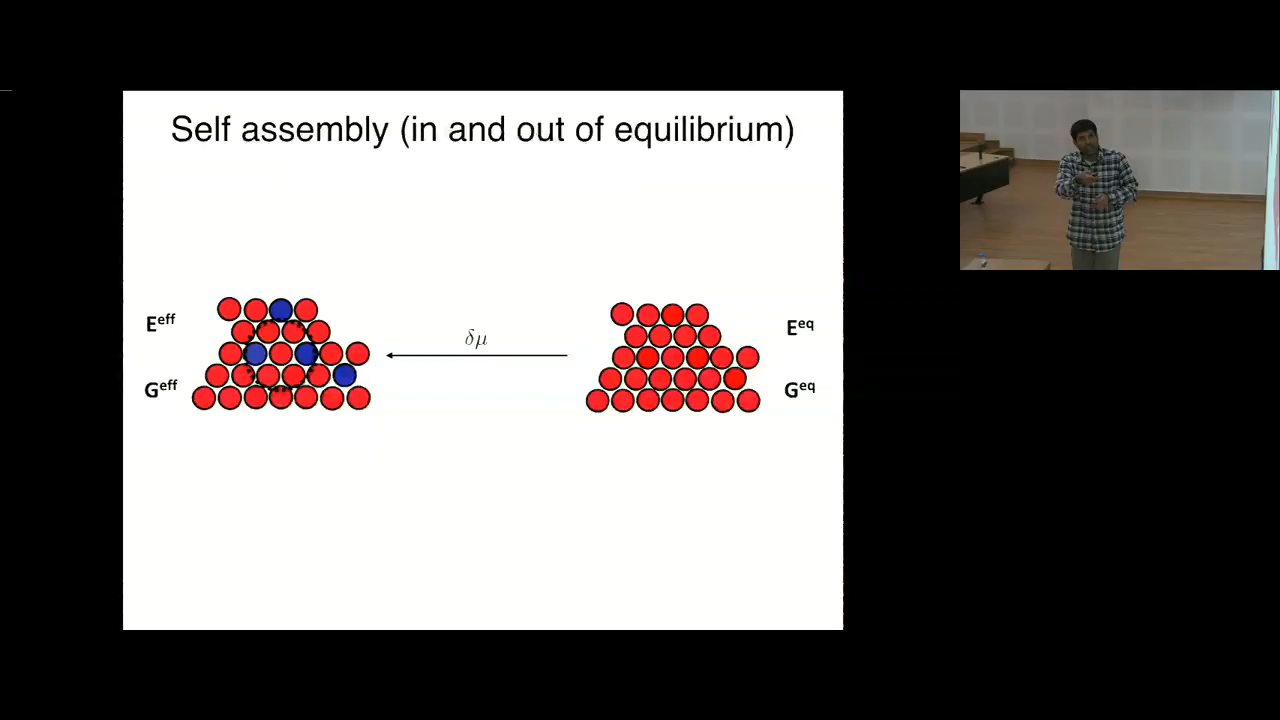 Self assembly (in and out of equilibrium)
E^eff
δμ
E^eq
G^eff
G^eq